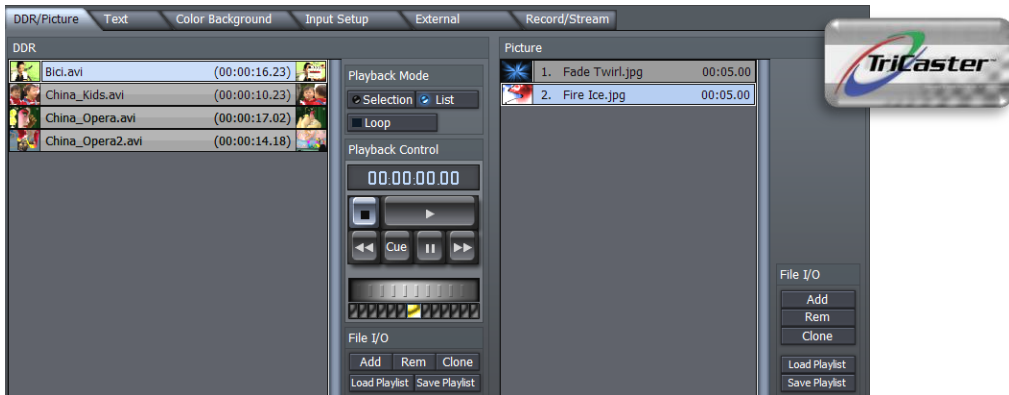 DDR/Picture Text Color Background Input Setup External Record/Stream
DDR
Bici.avi (00:00:16.23)
China_Kids.avi (00:00:10.23)
China_Opera.avi (00:00:17.02)
China_Opera2.avi (00:00:14.18)
Playback Mode
Selection List
Loop
Playback Control
00:00:00.00
Cue
File I/O
Add Rem Clone
Load Playlist Save Playlist
Picture
1. Fade Twirl.jpg 00:05.00
2. Fire Ice.jpg 00:05.00
File I/O
Add
Rem
Clone
Load Playlist
Save Playlist
TriCaster™